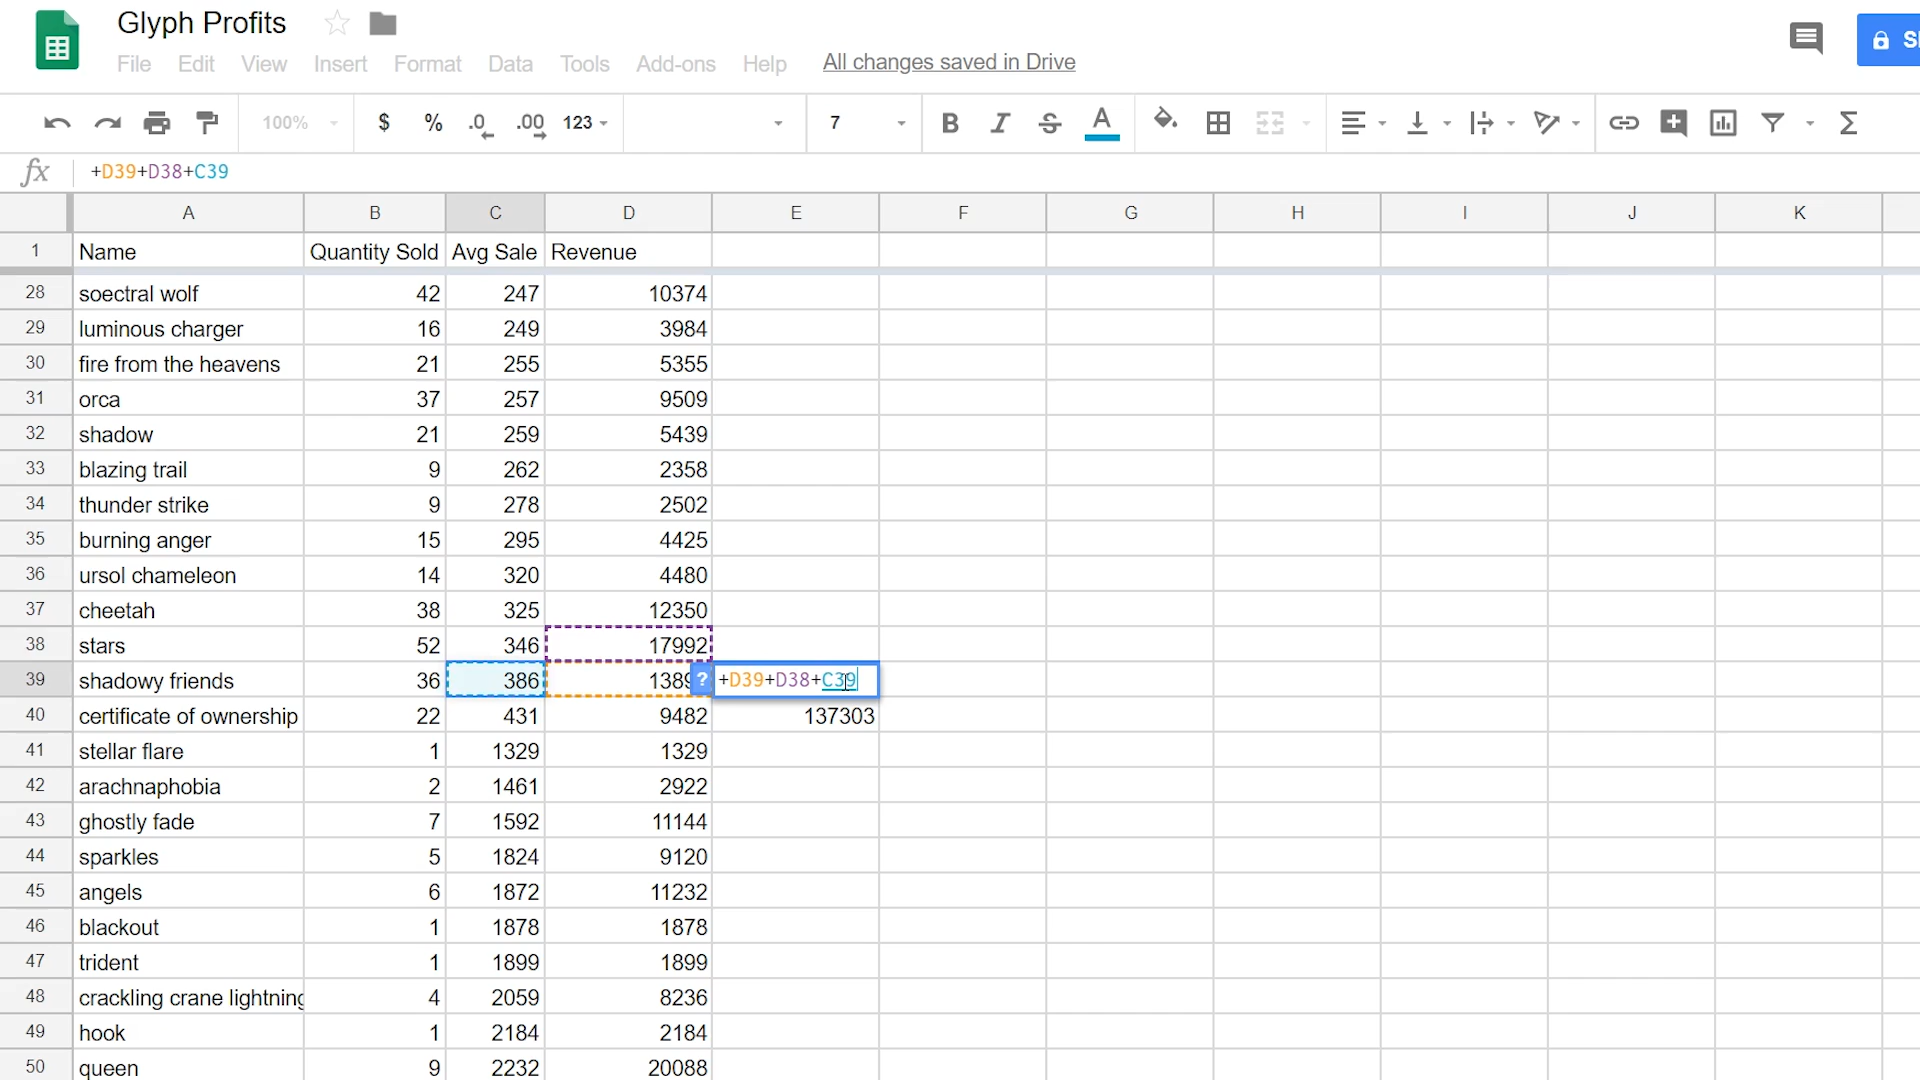 Glyph Profits
File Edit View Insert Format Data Tools Add-ons Help All changes saved in Drive
100% $ % .0 .00 123 7 B I S A
fx +D39+D38+C39
A B C D E F G H I J K
1 Name Quantity Sold Avg Sale Revenue
28 soectral wolf 42 247 10374
29 luminous charger 16 249 3984
30 fire from the heavens 21 255 5355
31 orca 37 257 9509
32 shadow 21 259 5439
33 blazing trail 9 262 2358
34 thunder strike 9 278 2502
35 burning anger 15 295 4425
36 ursol chameleon 14 320 4480
37 cheetah 38 325 12350
38 stars 52 346 17992
39 shadowy friends 36 386 ? +D39+D38+C39
40 certificate of ownership 22 431 9482 137303
41 stellar flare 1 1329 1329
42 arachnaphobia 2 1461 2922
43 ghostly fade 7 1592 11144
44 sparkles 5 1824 9120
45 angels 6 1872 11232
46 blackout 1 1878 1878
47 trident 1 1899 1899
48 crackling crane lightning 4 2059 8236
49 hook 1 2184 2184
50 queen 9 2232 20088